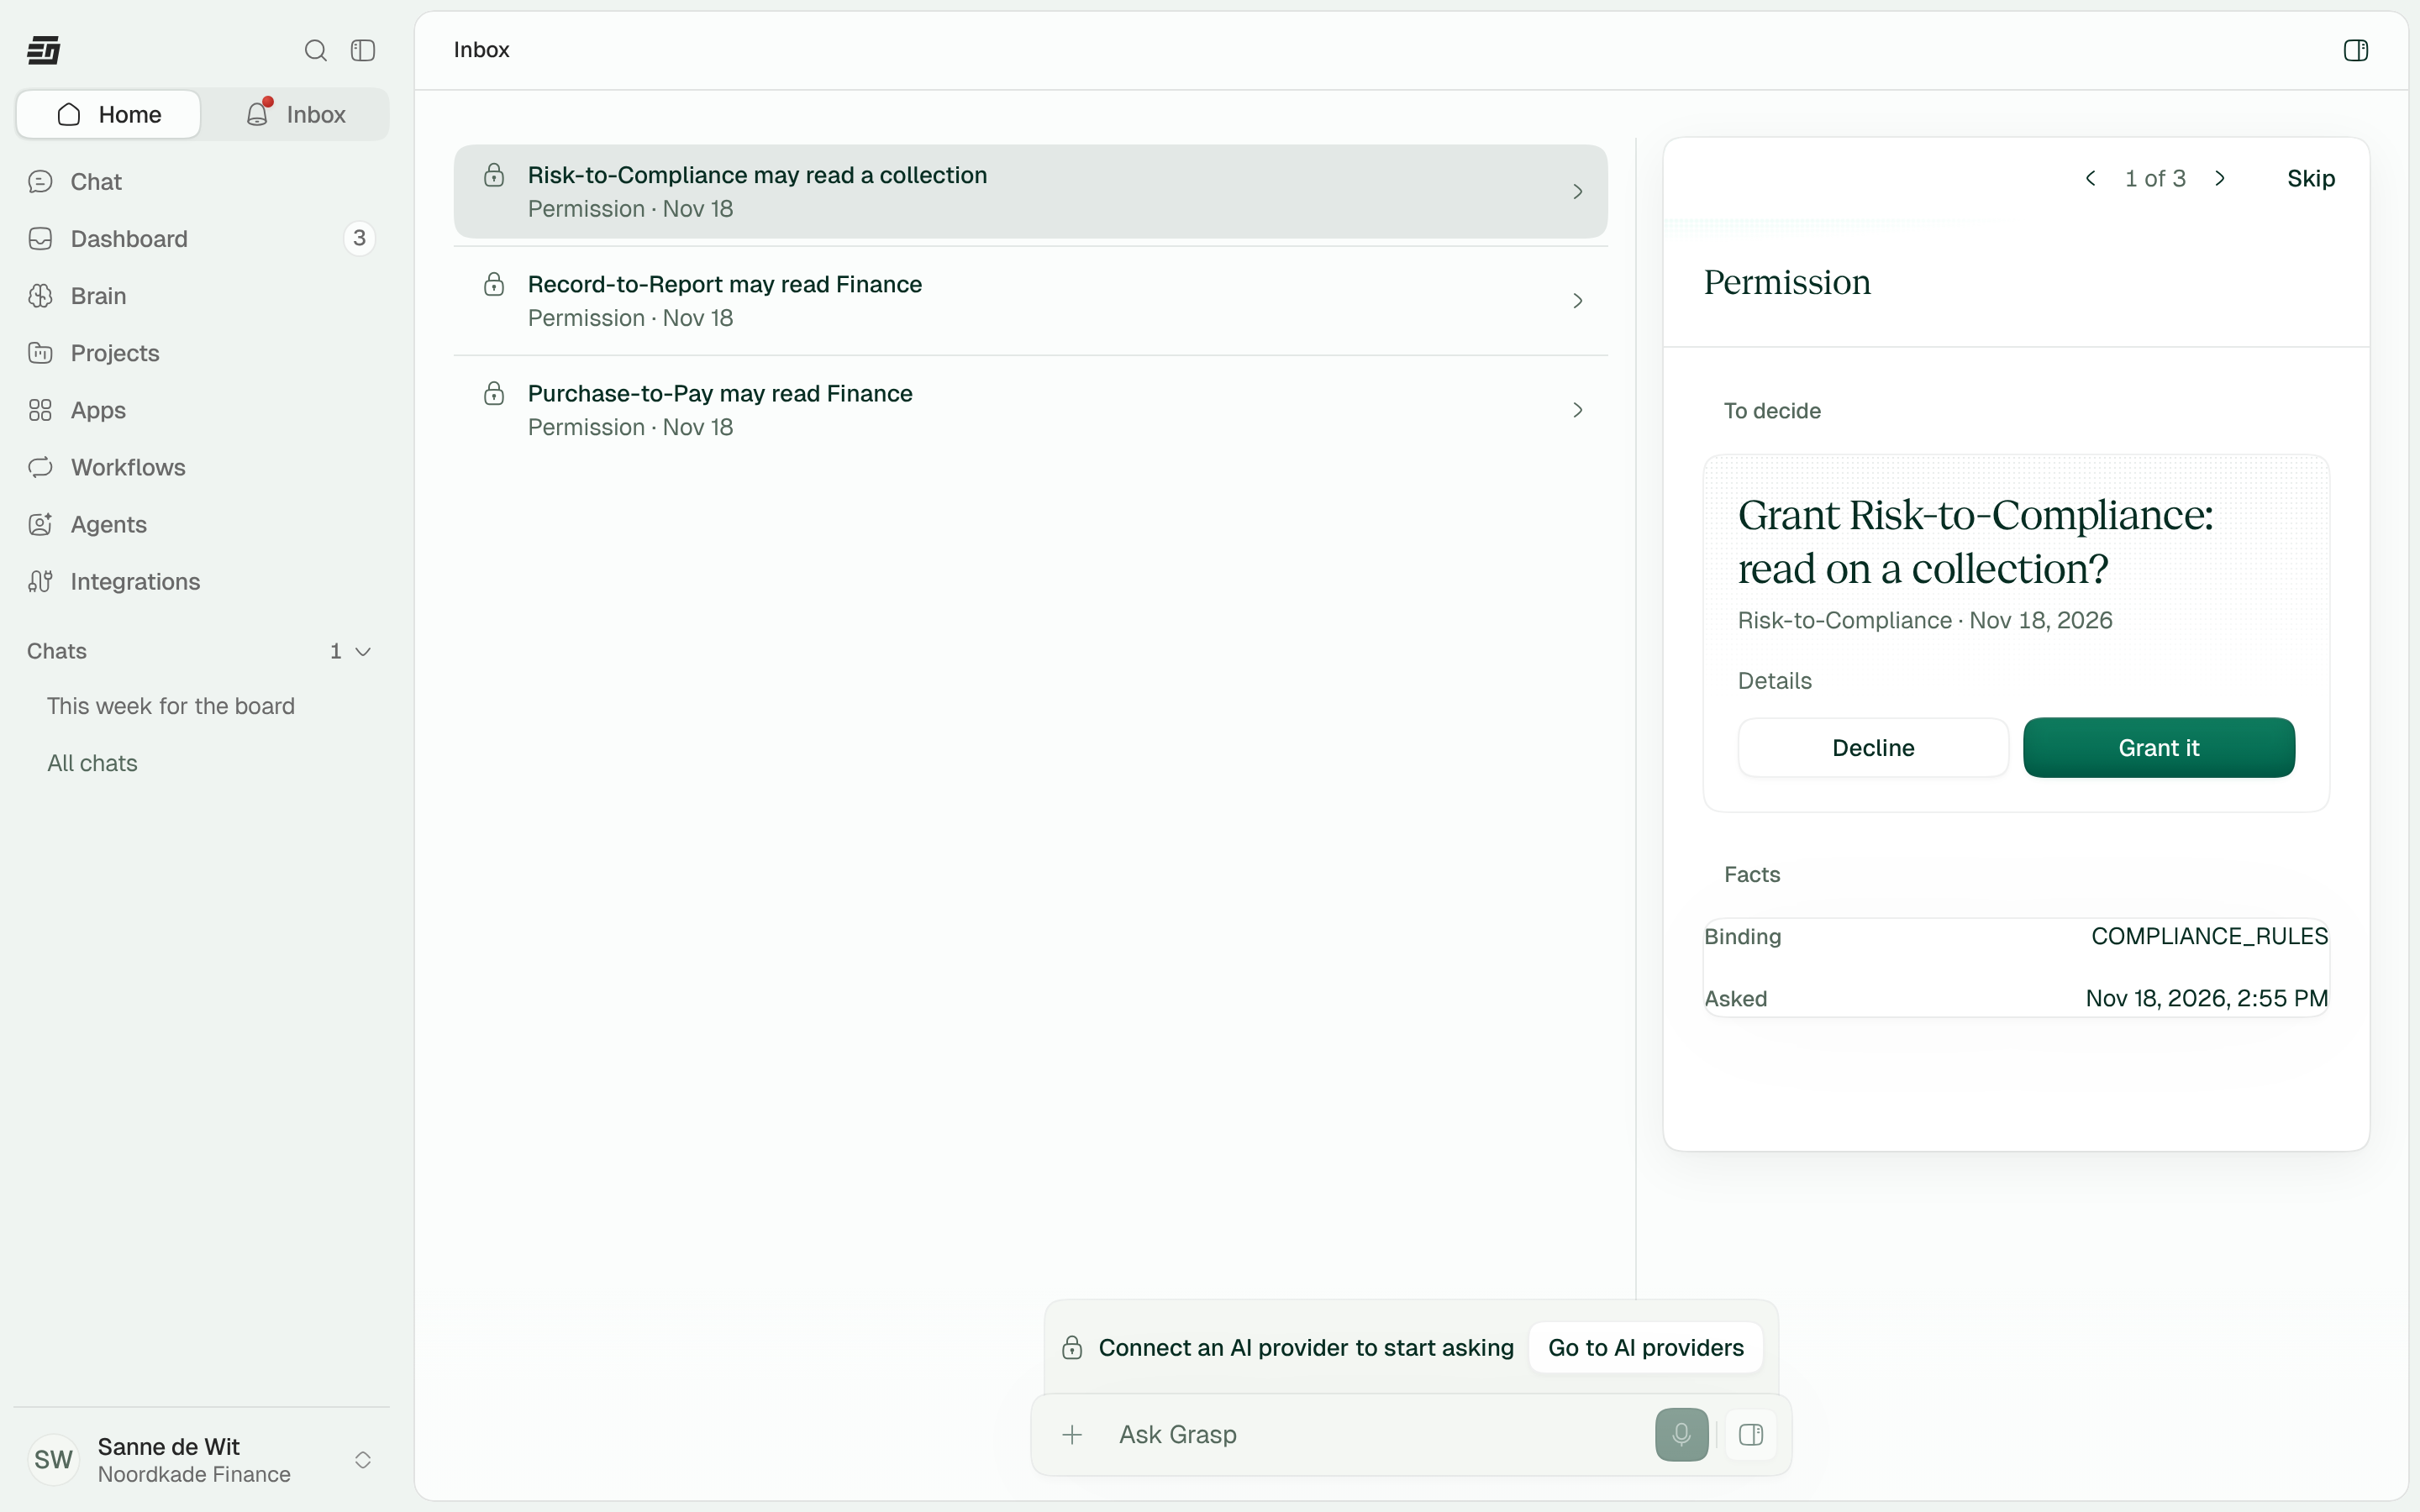 Home
Inbox
Chat
Dashboard
3
Brain
Projects
Apps
Workflows
Agents
Integrations
Chats
1
This week for the board
All chats
SW
Sanne de Wit
Noordkade Finance
Inbox
Risk-to-Compliance may read a collection
Permission · Nov 18
Record-to-Report may read Finance
Permission · Nov 18
Purchase-to-Pay may read Finance
Permission · Nov 18
1 of 3
Skip
Permission
To decide
Grant Risk-to-Compliance:
read on a collection?
Risk-to-Compliance · Nov 18, 2026
Details
Decline
Grant it
Facts
Binding
COMPLIANCE_RULES
Asked
Nov 18, 2026, 2:55 PM
Connect an AI provider to start asking
Go to AI providers
Ask Grasp